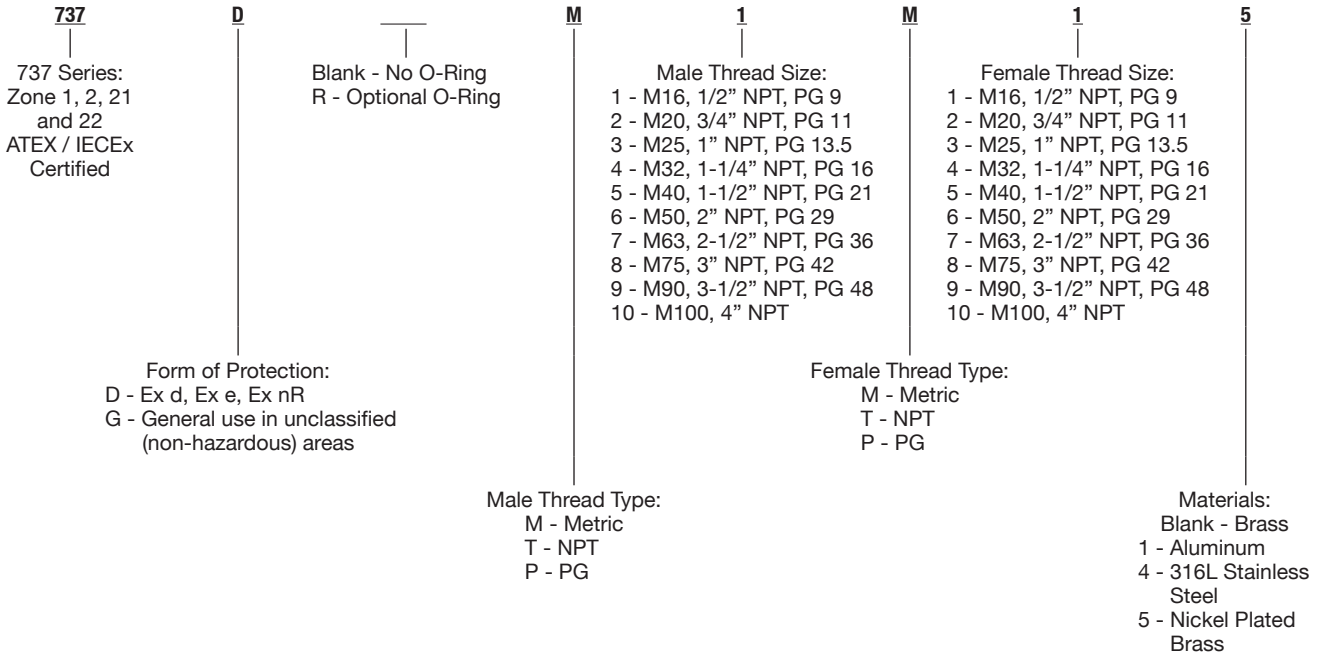 737 D ____ M 1 M 1 5
737 Series:
Zone 1, 2, 21
and 22
ATEX / IECEx
Certified
Blank - No O-Ring
R - Optional O-Ring
Male Thread Size:
1 - M16, 1/2” NPT, PG 9
2 - M20, 3/4” NPT, PG 11
3 - M25, 1” NPT, PG 13.5
4 - M32, 1-1/4” NPT, PG 16
5 - M40, 1-1/2” NPT, PG 21
6 - M50, 2” NPT, PG 29
7 - M63, 2-1/2” NPT, PG 36
8 - M75, 3” NPT, PG 42
9 - M90, 3-1/2” NPT, PG 48
10 - M100, 4” NPT
Female Thread Size:
1 - M16, 1/2” NPT, PG 9
2 - M20, 3/4” NPT, PG 11
3 - M25, 1” NPT, PG 13.5
4 - M32, 1-1/4” NPT, PG 16
5 - M40, 1-1/2” NPT, PG 21
6 - M50, 2” NPT, PG 29
7 - M63, 2-1/2” NPT, PG 36
8 - M75, 3” NPT, PG 42
9 - M90, 3-1/2” NPT, PG 48
10 - M100, 4” NPT
Form of Protection:
D - Ex d, Ex e, Ex nR
G - General use in unclassified
(non-hazardous) areas
Female Thread Type:
M - Metric
T - NPT
P - PG
Male Thread Type:
M - Metric
T - NPT
P - PG
Materials:
Blank - Brass
1 - Aluminum
4 - 316L Stainless
Steel
5 - Nickel Plated
Brass